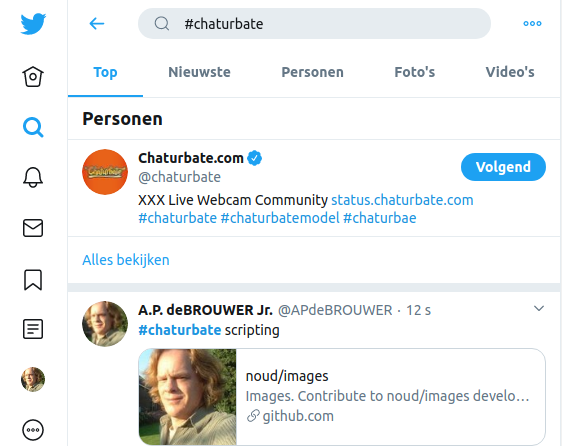 #chaturbate
Top Nieuwste Personen Foto's Video's
Personen
Chaturbate
Chaturbate.com
@chaturbate
Volgend
XXX Live Webcam Community status.chaturbate.com
#chaturbate #chaturbatemodel #chaturbae
Alles bekijken
A.P. deBROUWER Jr. @APdeBROUWER · 12 s
#chaturbate scripting
noud/images
Images. Contribute to noud/images develo...
github.com